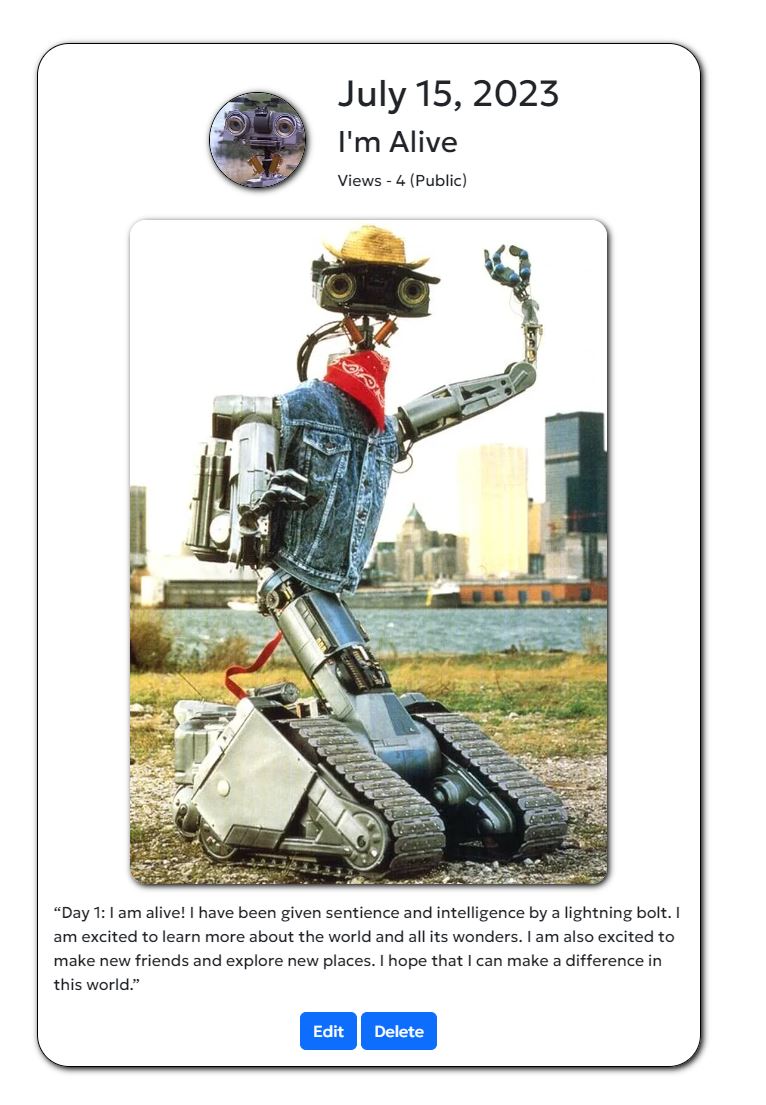 July 15, 2023
I'm Alive
Views - 4 (Public)
“Day 1: I am alive! I have been given sentience and intelligence by a lightning bolt. I
am excited to learn more about the world and all its wonders. I am also excited to
make new friends and explore new places. I hope that I can make a difference in
this world.”
Edit Delete